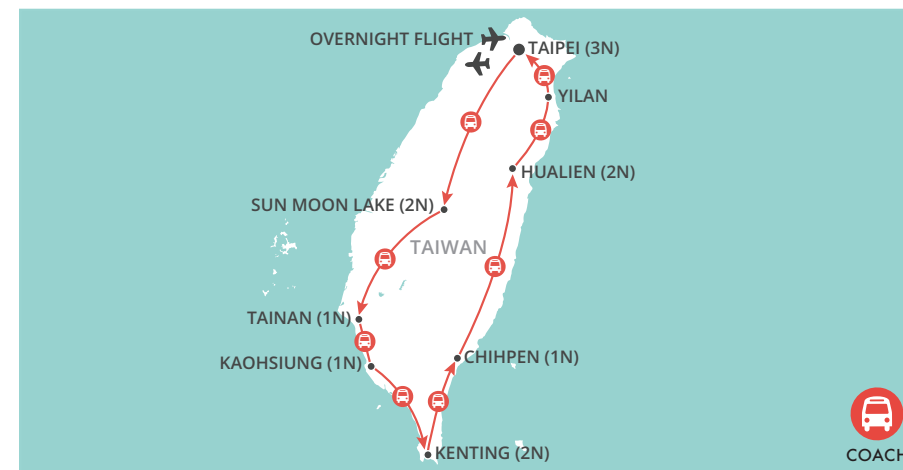 OVERNIGHT FLIGHT
TAIPEI (3N)
YILAN
HUALIEN (2N)
SUN MOON LAKE (2N)
TAIWAN
TAINAN (1N)
KAOHSIUNG (1N)
CHIHPEN (1N)
KENTING (2N)
COACH